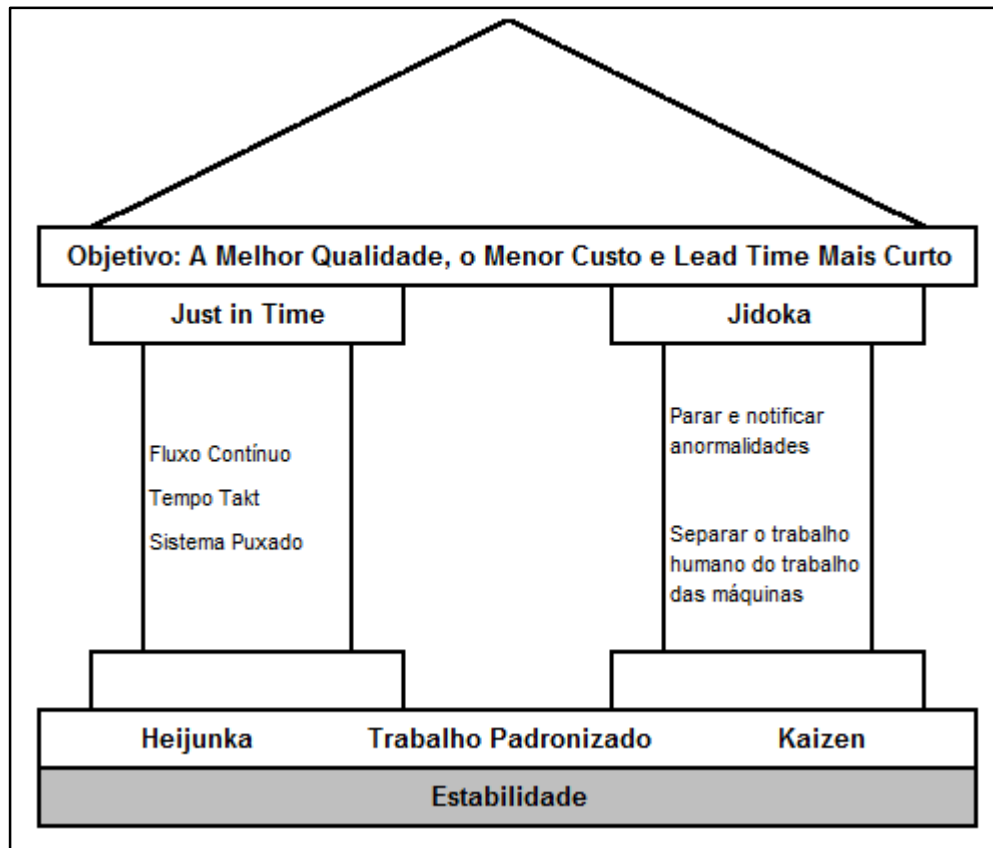 Objetivo: A Melhor Qualidade, o Menor Custo e Lead Time Mais Curto
Just in Time
Jidoka
Fluxo Contínuo
Tempo Takt
Sistema Puxado
Parar e notificar
anormalidades
Separar o trabalho
humano do trabalho
das máquinas
Heijunka
Trabalho Padronizado
Kaizen
Estabilidade